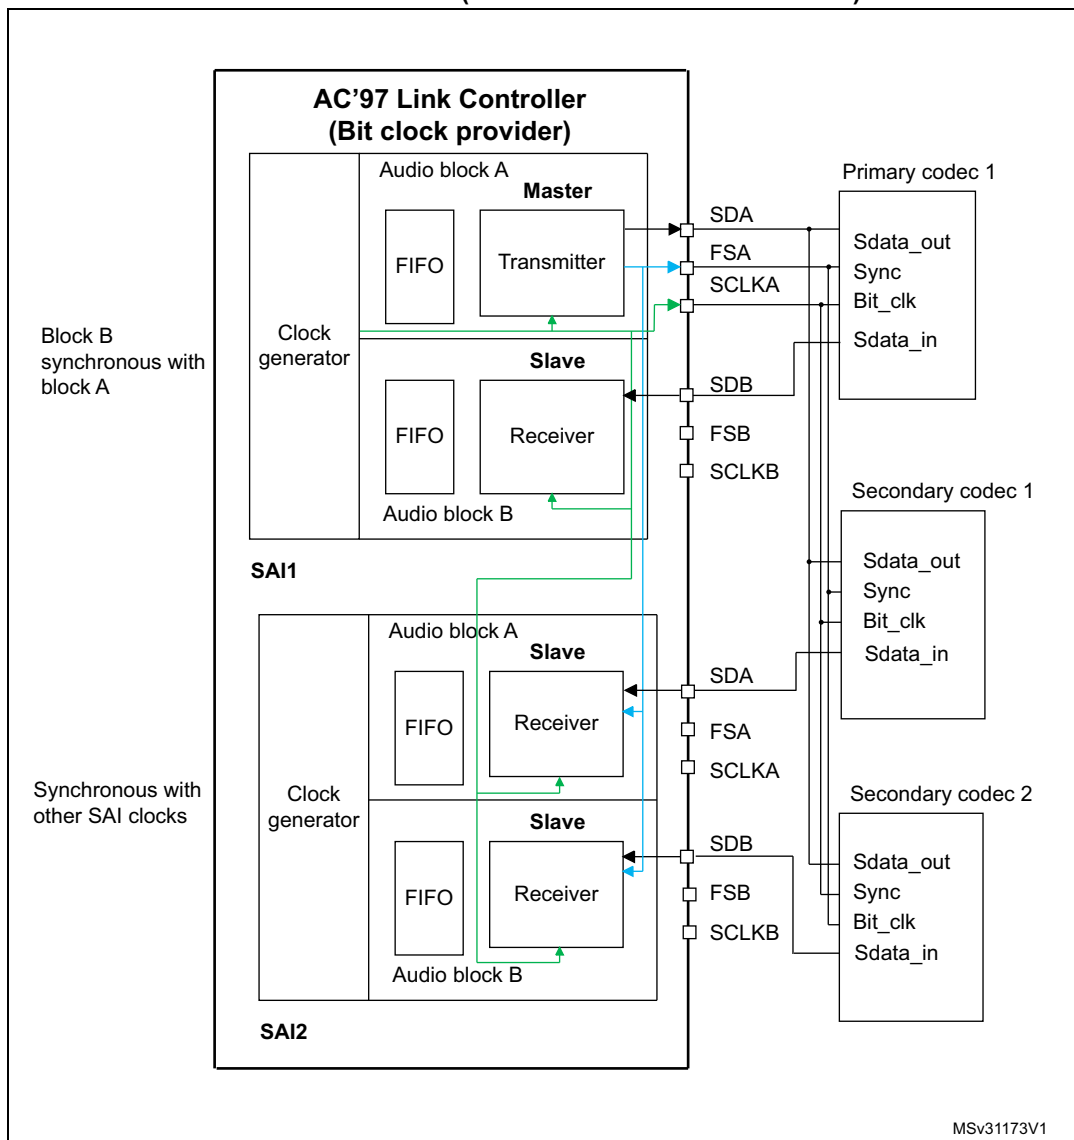 AC'97 Link Controller
(Bit clock provider)
Audio block A
Master
FIFO
Transmitter
Clock
generator
Slave
FIFO
Receiver
Audio block B
SAI1
Block B
synchronous with
block A
SDA
FSA
SCLKA
SDB
FSB
SCLKB
Primary codec 1
Sdata_out
Sync
Bit_clk
Sdata_in
Secondary codec 1
Sdata_out
Sync
Bit_clk
Sdata_in
Audio block A
Slave
FIFO
Receiver
Clock
generator
Slave
FIFO
Receiver
Audio block B
SAI2
Synchronous with
other SAI clocks
SDA
FSA
SCLKA
SDB
FSB
SCLKB
Secondary codec 2
Sdata_out
Sync
Bit_clk
Sdata_in
MSv31173V1